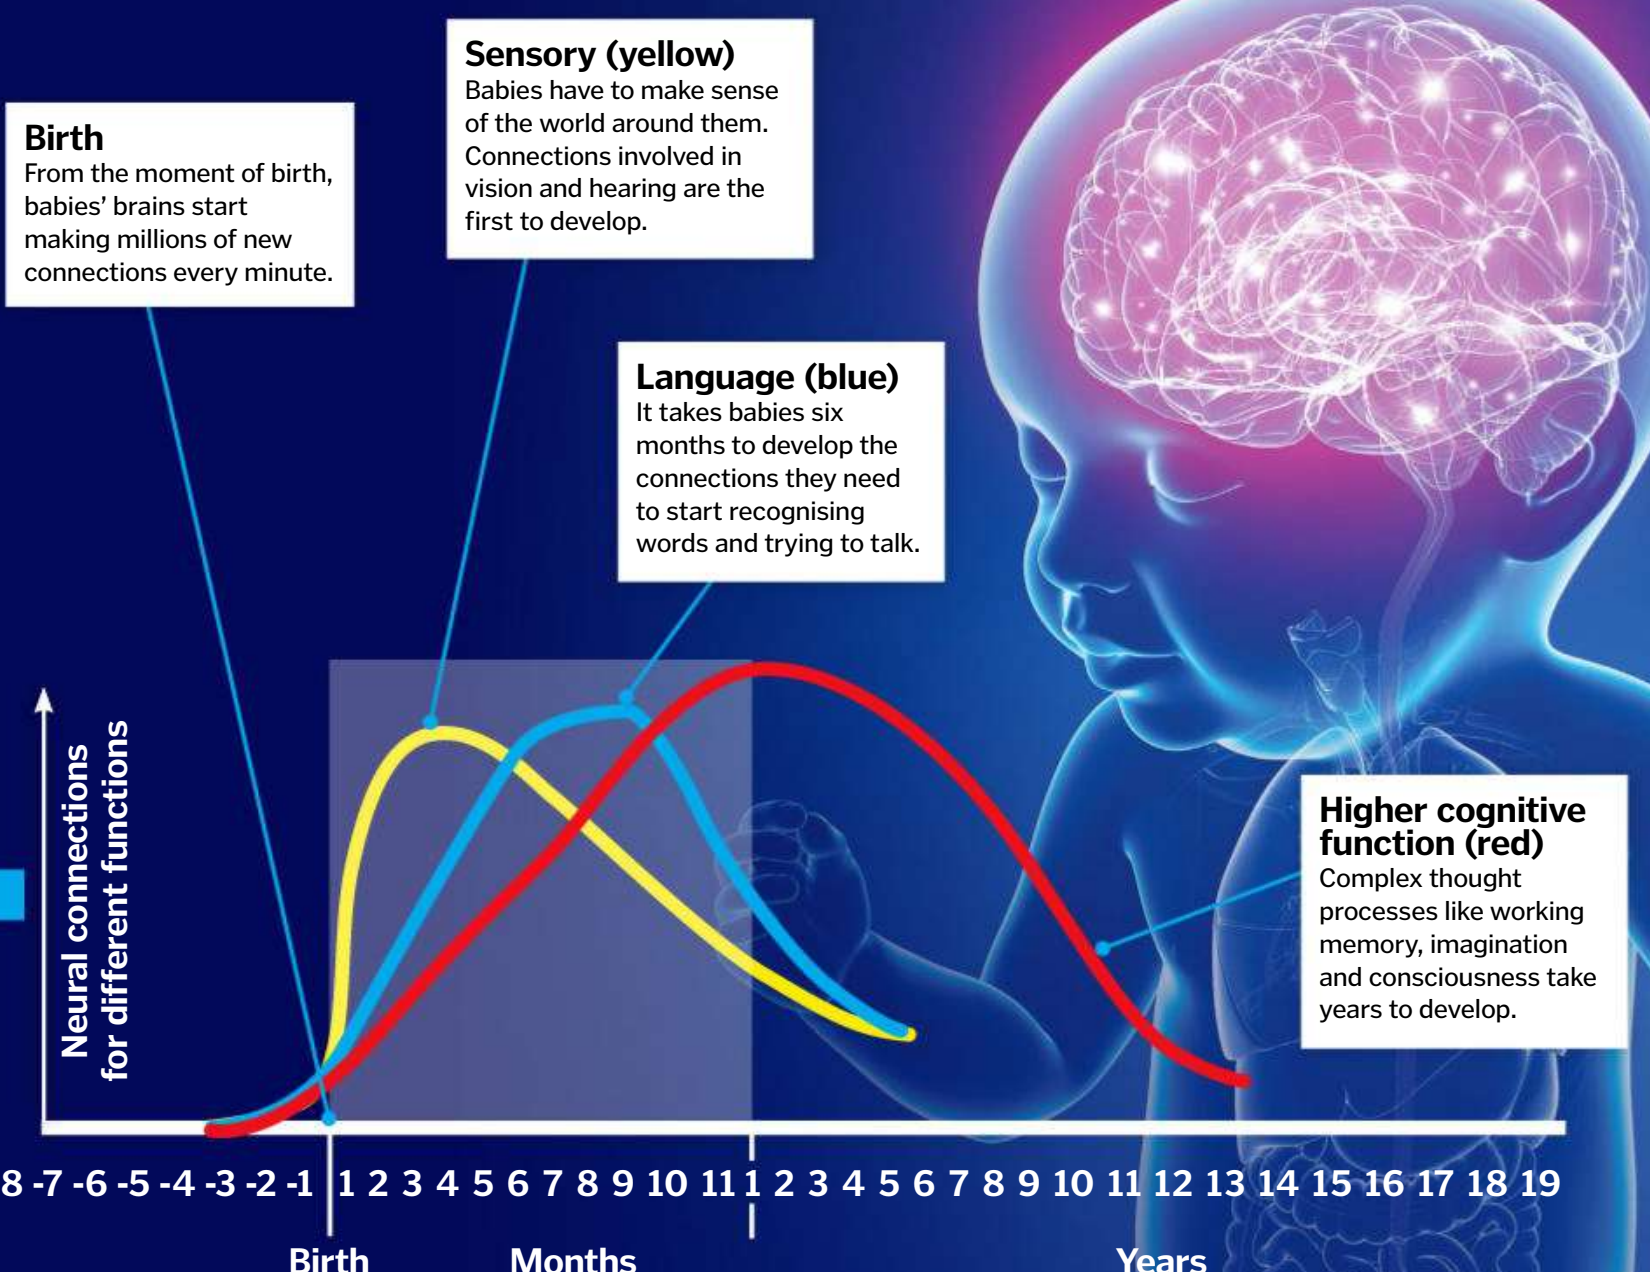 Sensory (yellow)
Babies have to make sense
of the world around them.
Connections involved in
vision and hearing are the
first to develop.
Birth
From the moment of birth,
babies’ brains start
making millions of new
connections every minute.
Language (blue)
It takes babies six
months to develop the
connections they need
to start recognising
words and trying to talk.
Higher cognitive
function (red)
Complex thought
processes like working
memory, imagination
and consciousness take
years to develop.
Neural connections
for different functions
8 -7 -6 -5 -4 -3 -2 -1 1 2 3 4 5 6 7 8 9 10 11 1 2 3 4 5 6 7 8 9 10 11 12 13 14 15 16 17 18 19
Birth Months Years